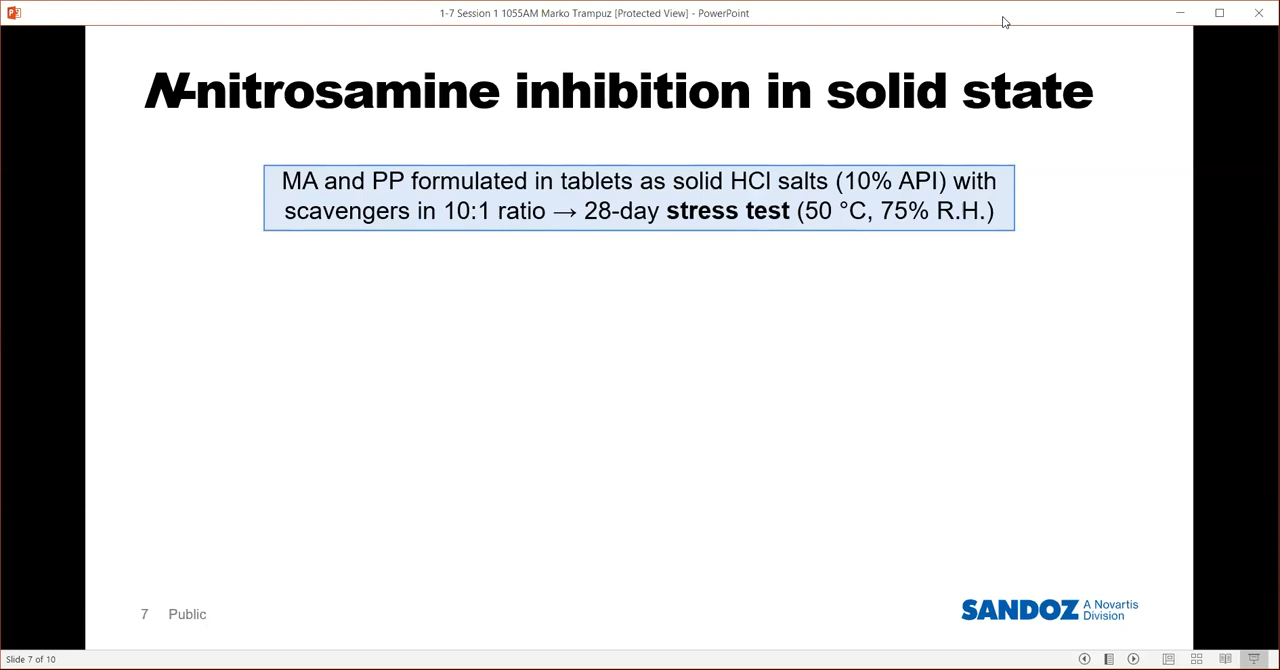 1-7 Session 1 1055AM Marko Trampuz [Protected View] - PowerPoint
N-nitrosamine inhibition in solid state
MA and PP formulated in tablets as solid HCl salts (10% API) with
scavengers in 10:1 ratio → 28-day stress test (50 °C, 75% R.H.)
7 Public
SANDOZ A Novartis
Division
Slide 7 of 10